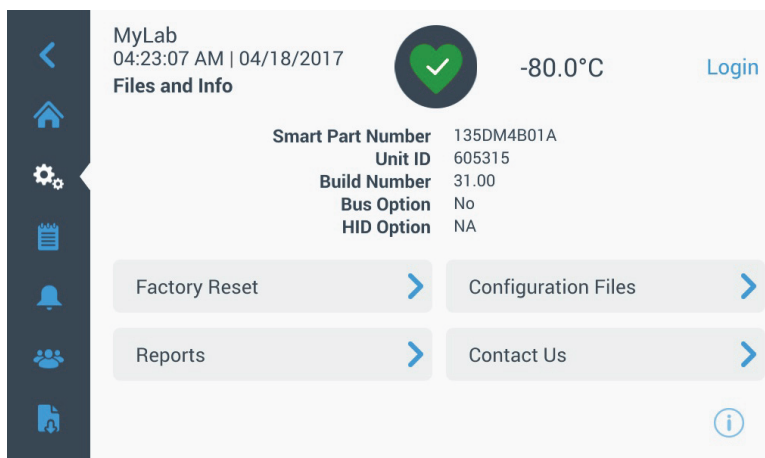 MyLab
04:23:07 AM | 04/18/2017
Files and Info
-80.0°C
Login
Smart Part Number 135DM4B01A
Unit ID 605315
Build Number 31.00
Bus Option No
HID Option NA
Factory Reset
Configuration Files
Reports
Contact Us